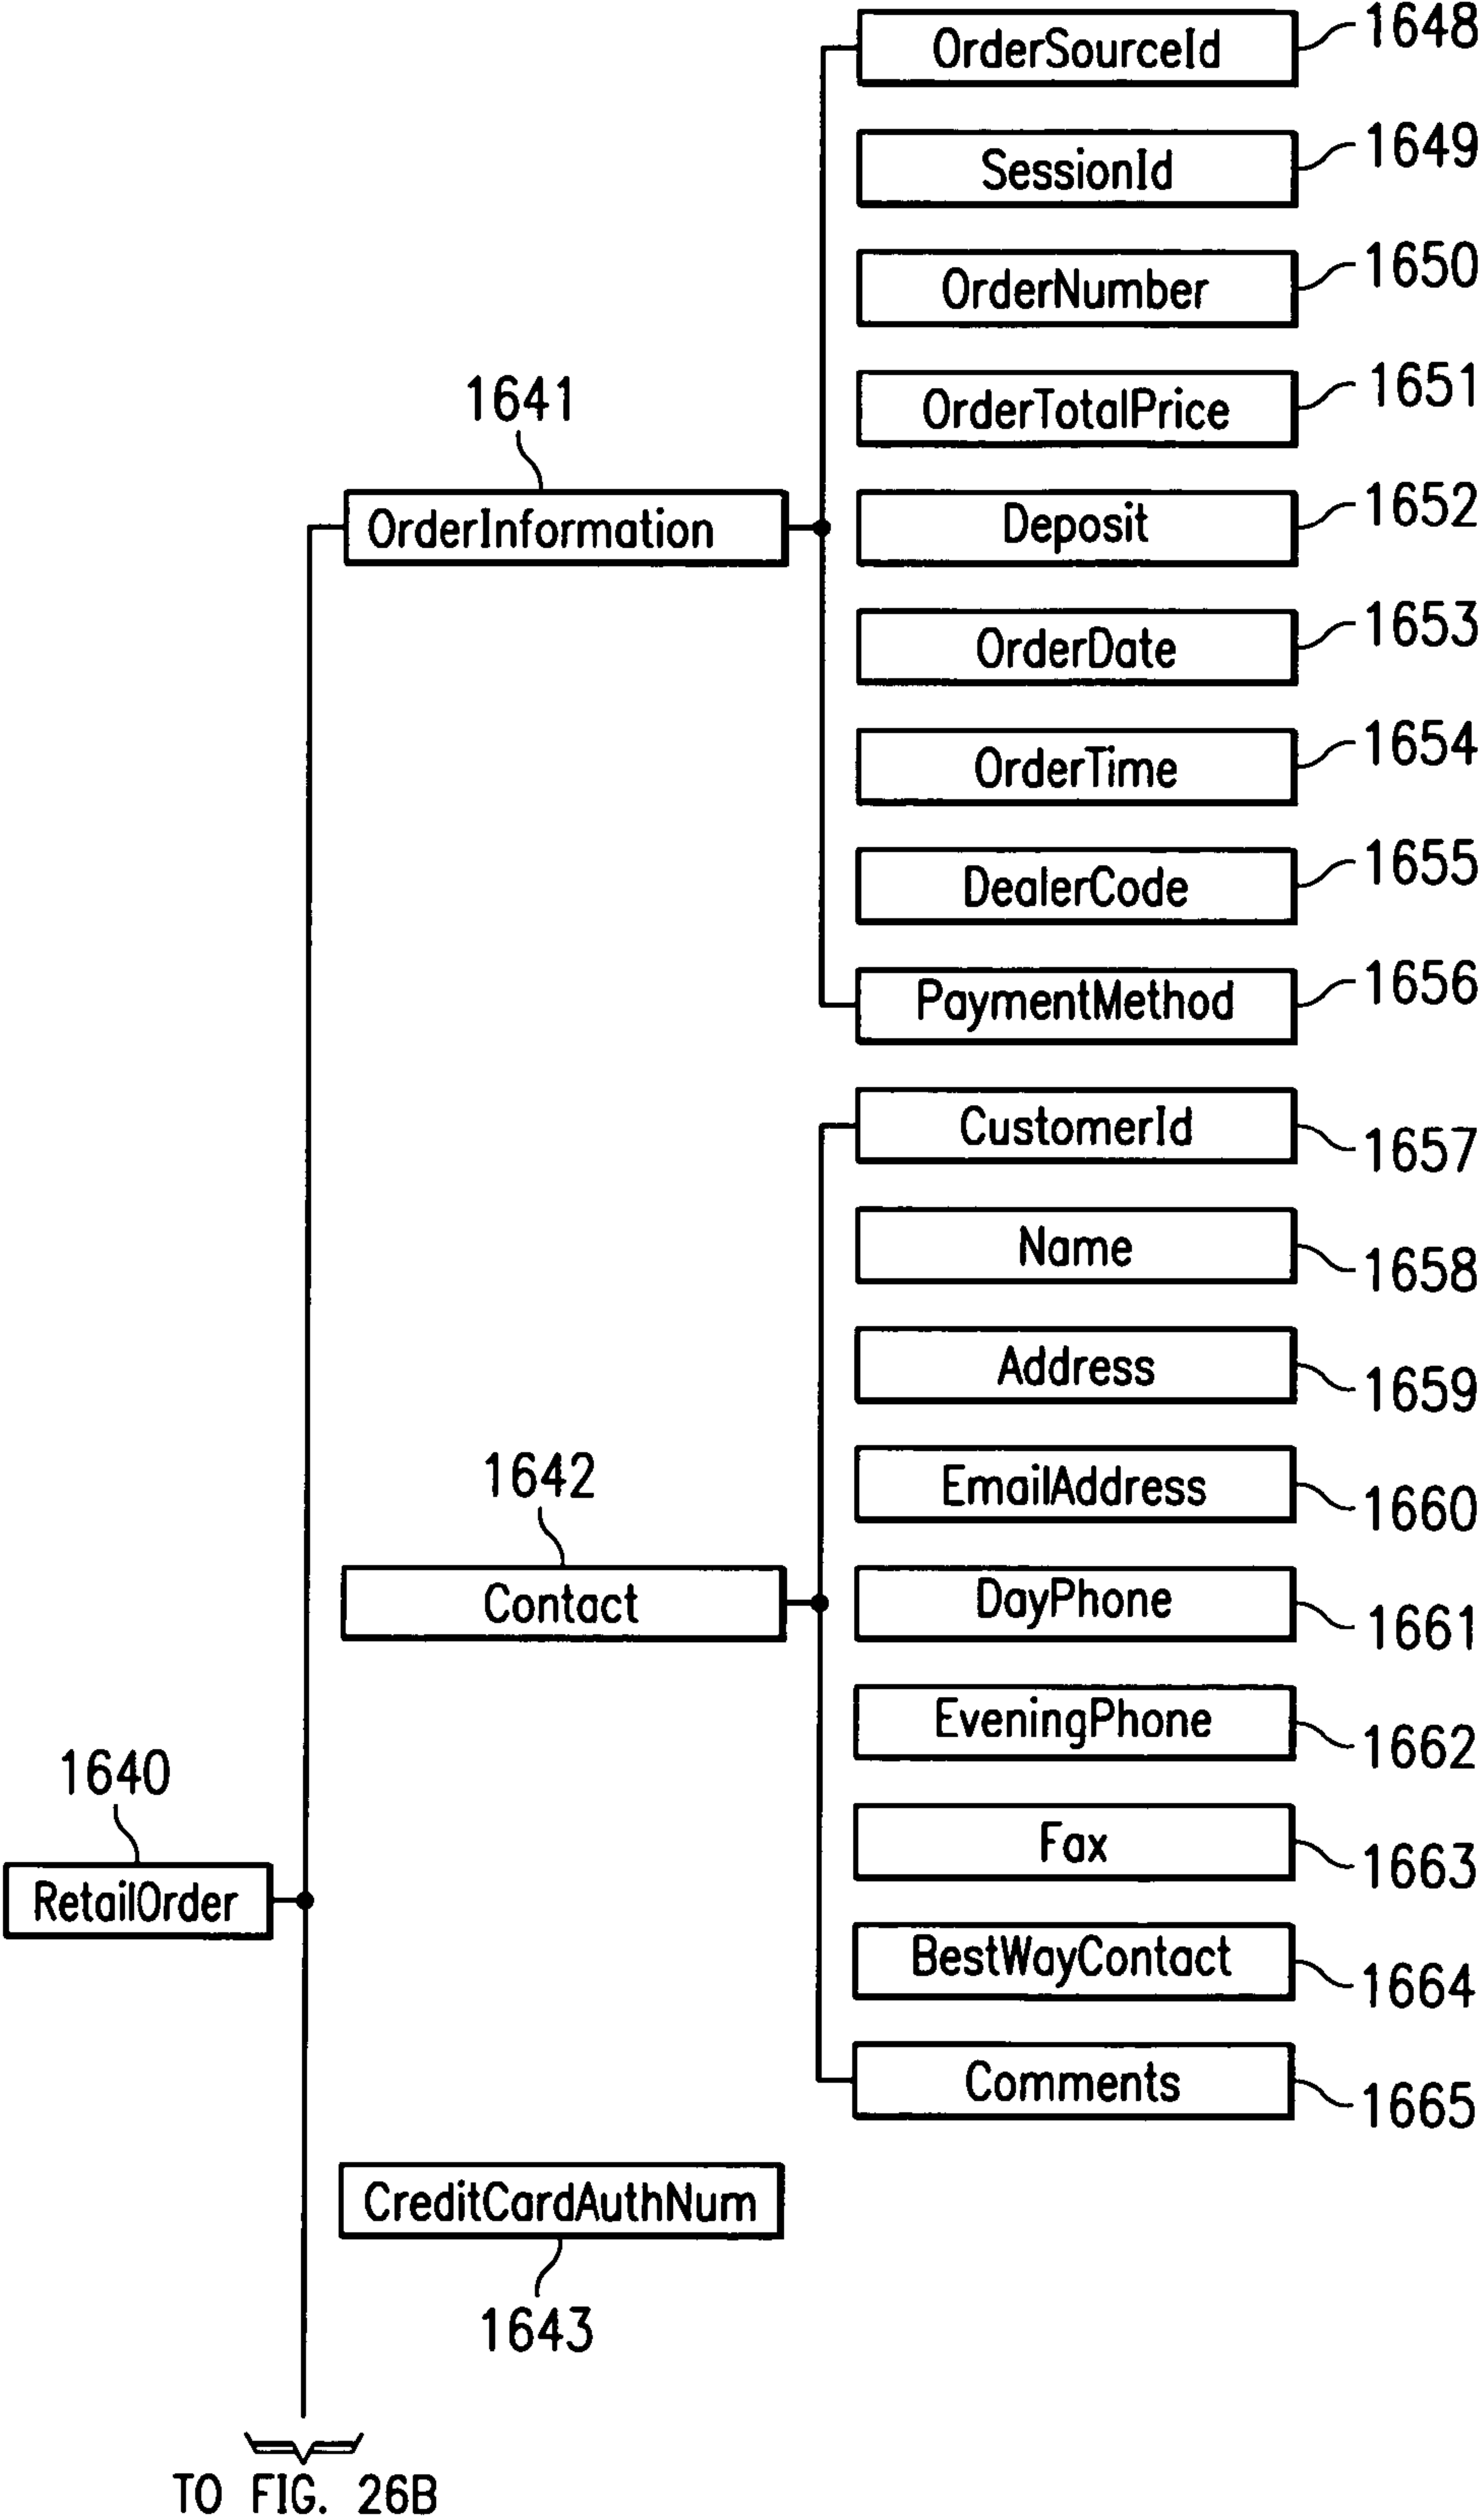 OrderSourceId
1648
SessionId
1649
OrderNumber
1650
OrderTotalPrice
1651
1641
OrderInformation
Deposit
1652
OrderDate
1653
OrderTime
1654
DealerCode
1655
PaymentMethod
1656
CustomerId
1657
Name
1658
Address
1659
EmailAddress
1660
1642
Contact
DayPhone
1661
EveningPhone
1662
1640
RetailOrder
Fax
1663
BestWayContact
1664
Comments
1665
CreditCardAuthNum
1643
TO FIG. 26B